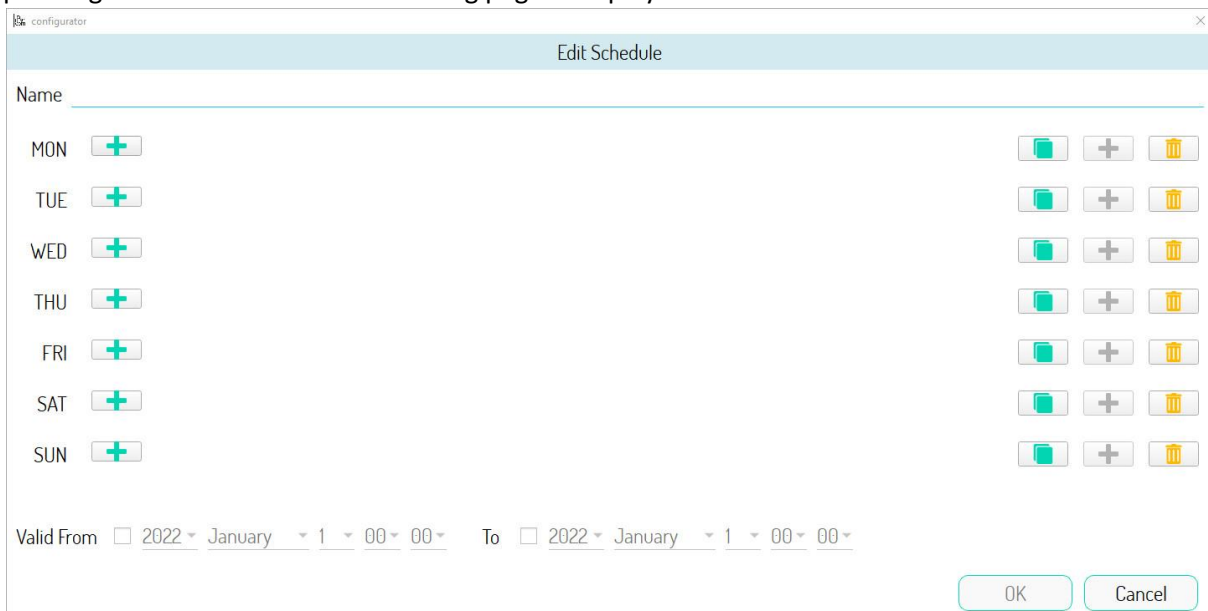 configurator
Edit Schedule
Name
MON
TUE
WED
THU
FRI
SAT
SUN
Valid From 2022 January 1 00 00 To 2022 January 1 00 00
OK Cancel